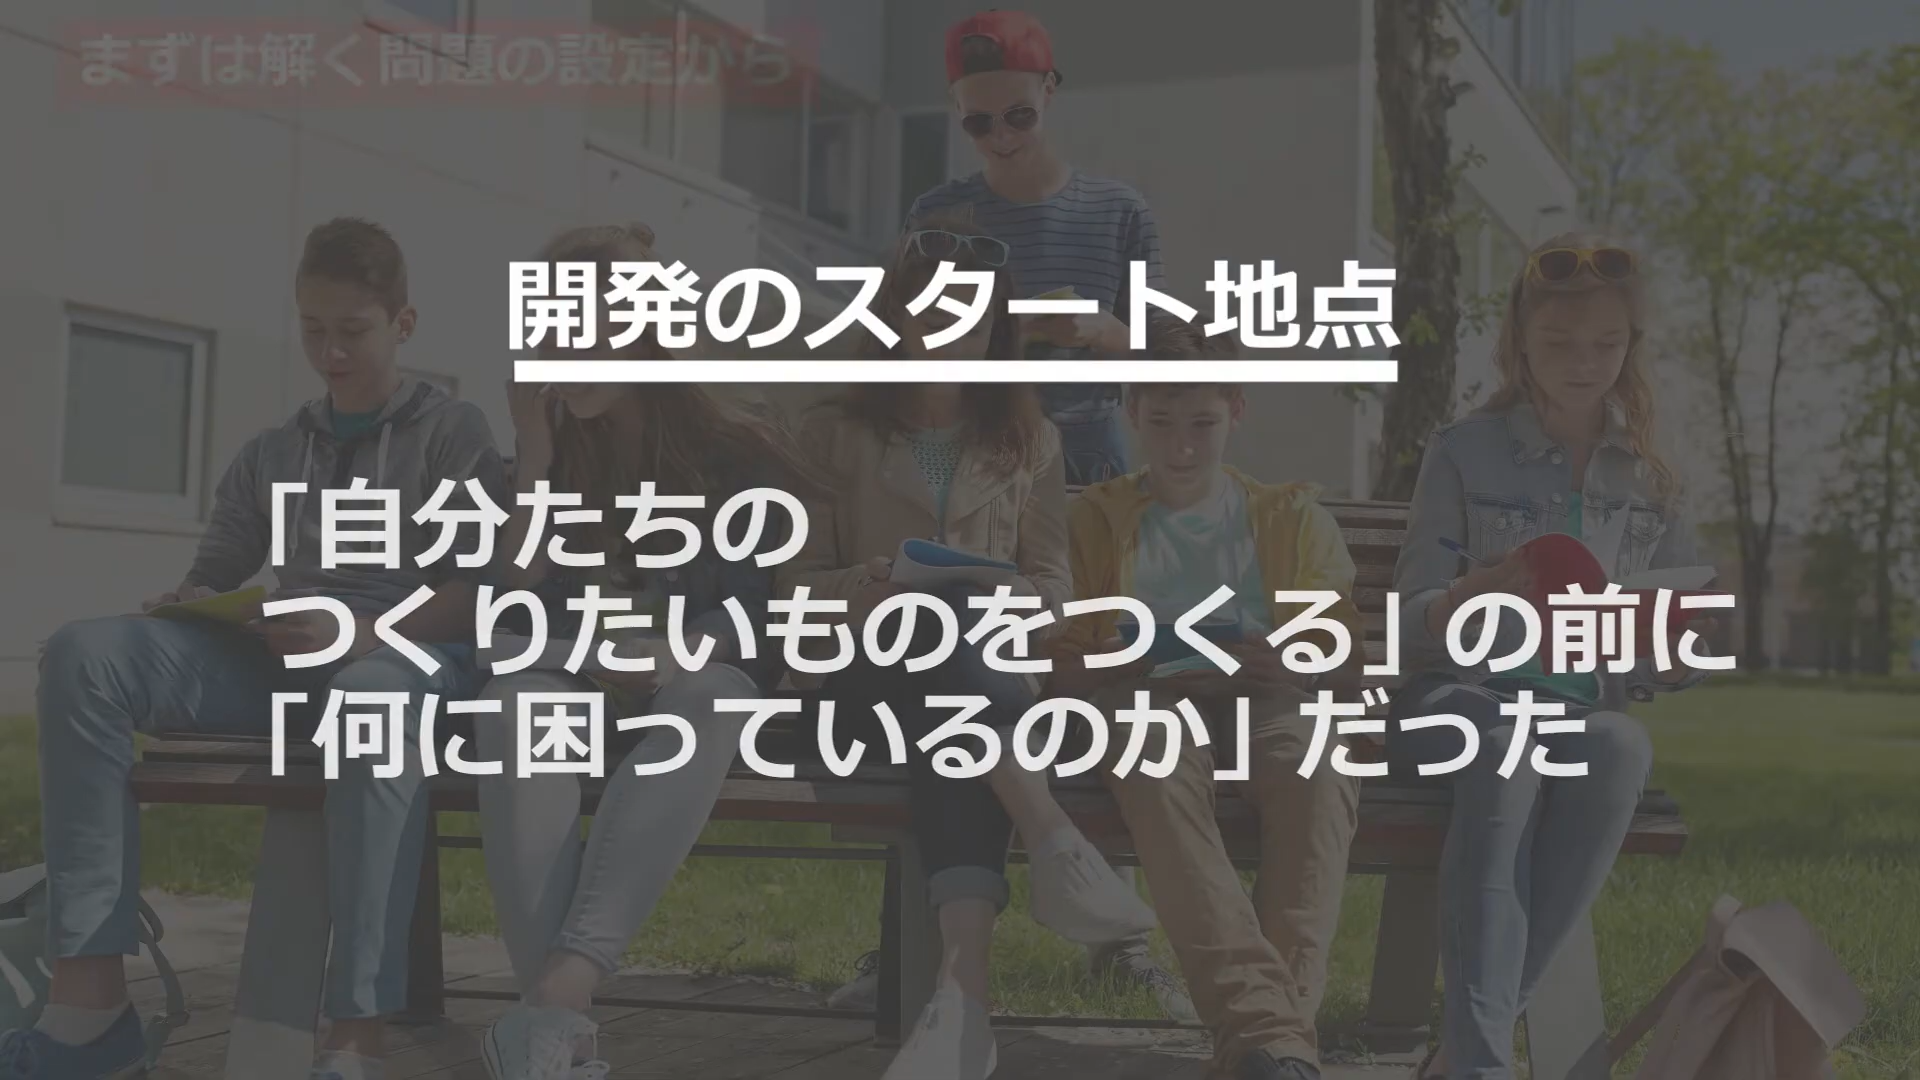 まずは解く問題の設定から
開発のスタート地点
「自分たちの
つくりたいものをつくる」の前に
「何に困っているのか」だった